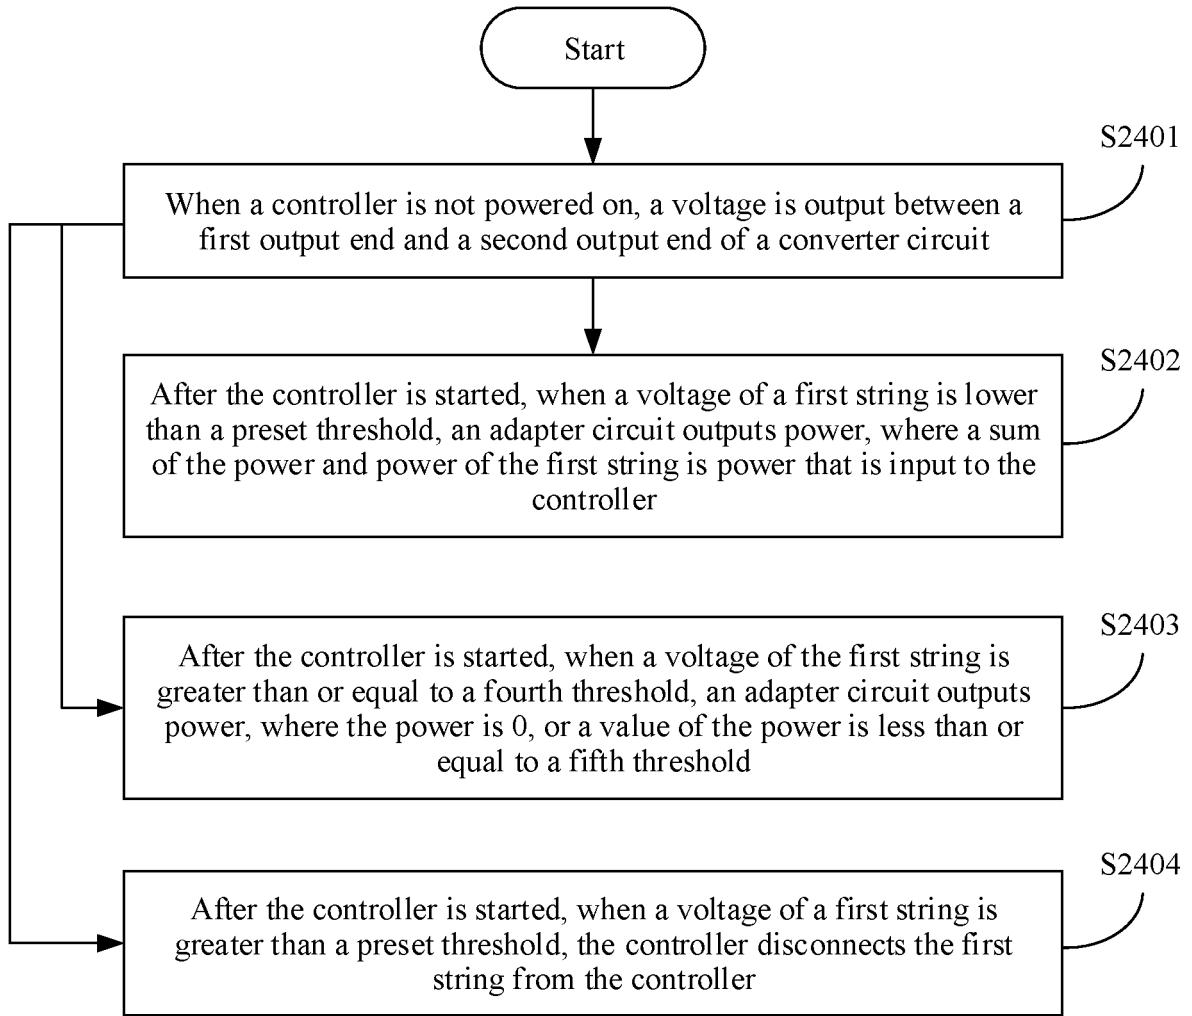 Start
S2401
When a controller is not powered on, a voltage is output between a
first output end and a second output end of a converter circuit
S2402
After the controller is started, when a voltage of a first string is lower
than a preset threshold, an adapter circuit outputs power, where a sum
of the power and power of the first string is power that is input to the
controller
S2403
After the controller is started, when a voltage of the first string is
greater than or equal to a fourth threshold, an adapter circuit outputs
power, where the power is 0, or a value of the power is less than or
equal to a fifth threshold
S2404
After the controller is started, when a voltage of a first string is
greater than a preset threshold, the controller disconnects the first
string from the controller